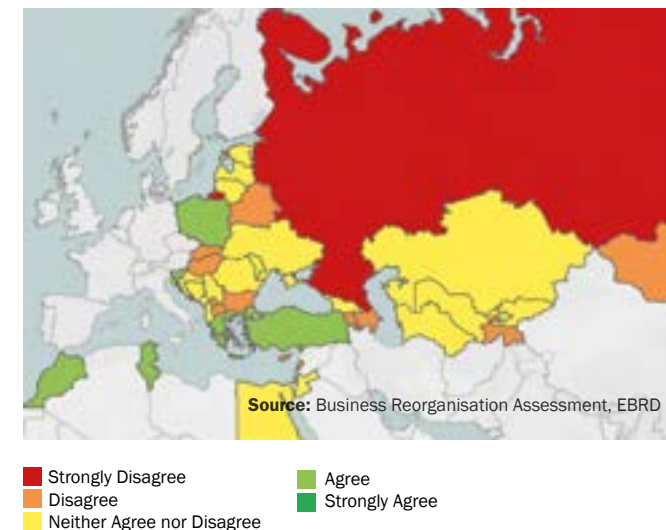 Source: Business Reorganisation Assessment, EBRD
Strongly Disagree
Disagree
Neither Agree nor Disagree
Agree
Strongly Agree